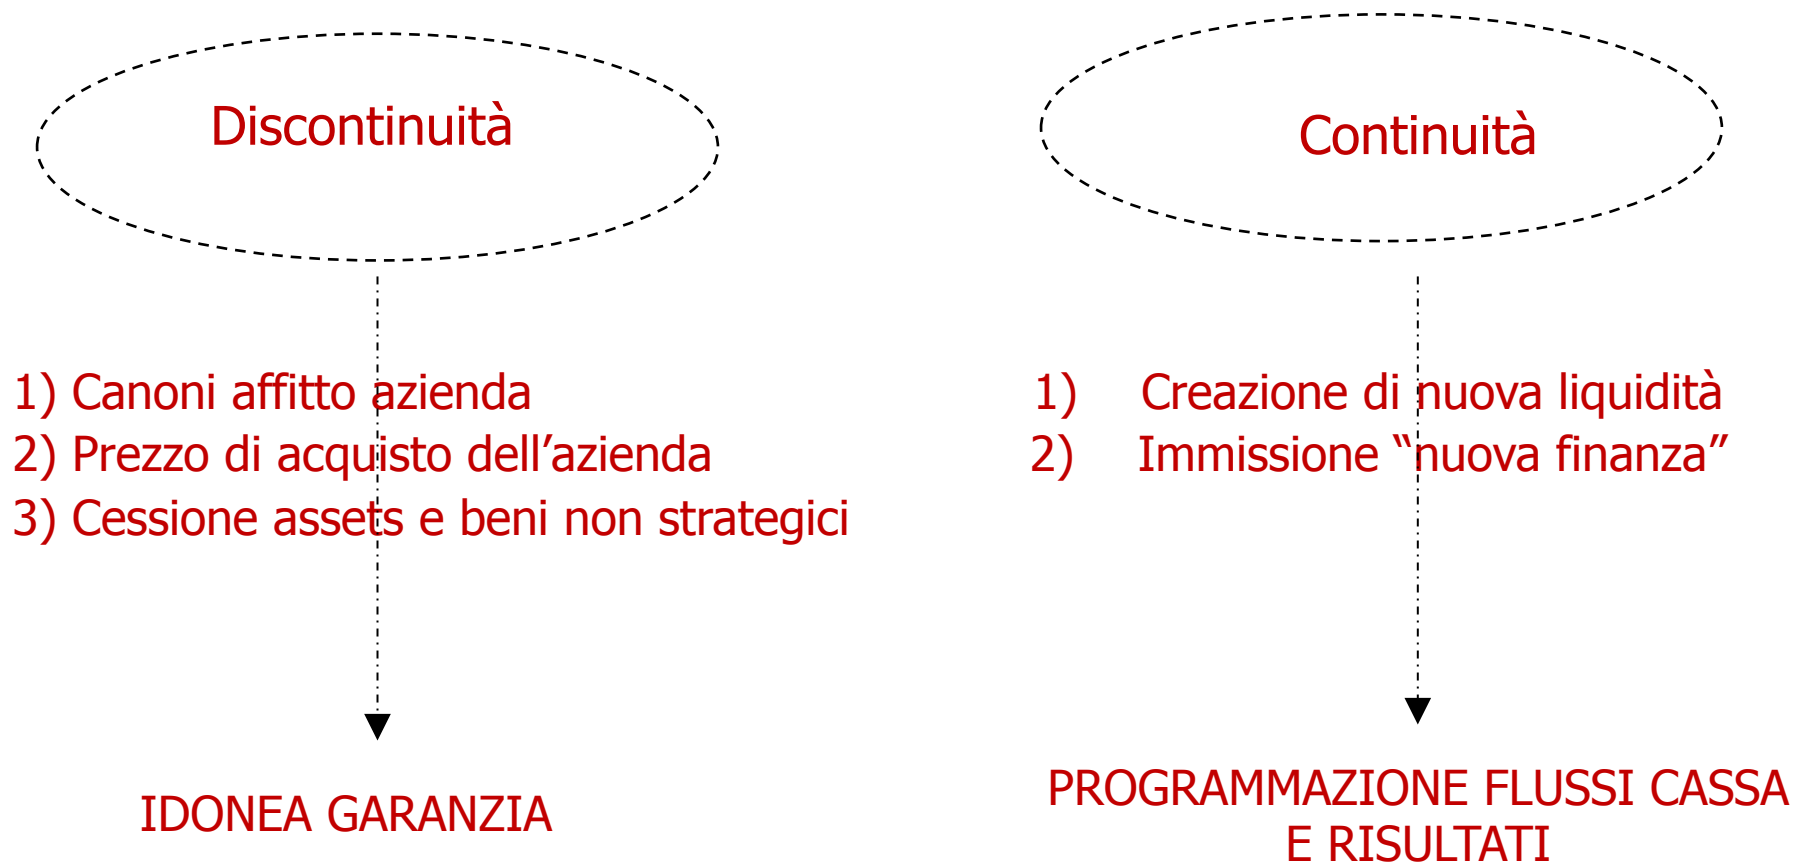 Discontinuità
1) Canoni affitto azienda
2) Prezzo di acquisto dell’azienda
3) Cessione assets e beni non strategici
IDONEA GARANZIA
Continuità
1) Creazione di nuova liquidità
2) Immissione “nuova finanza”
PROGRAMMAZIONE FLUSSI CASSA
E RISULTATI